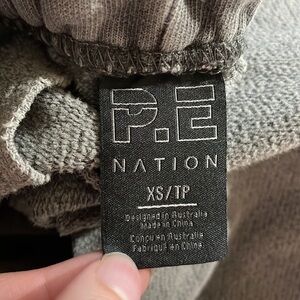 P.E
NATION
XS/TP
Designed in Australia
Made in China
Conçu en Australie
Fabriqué en Chine